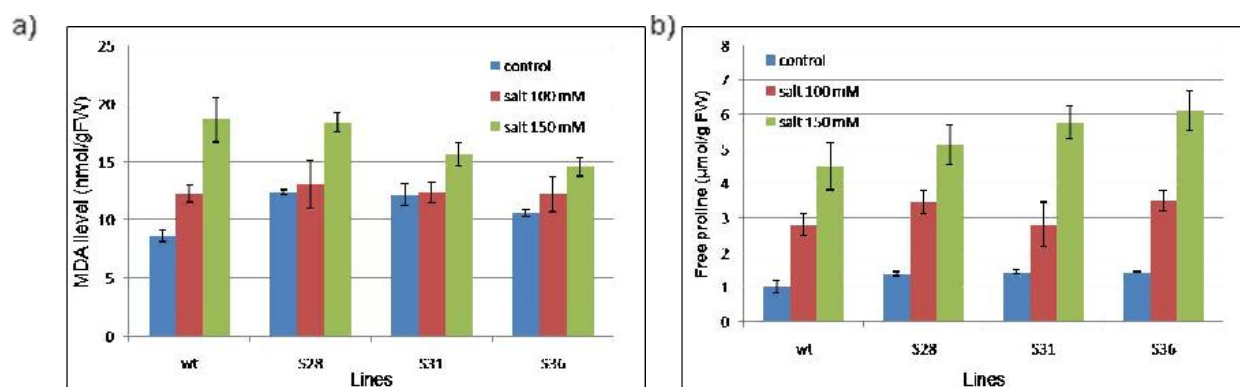 a)
25
20
15
10
5
0
MDA llevel (nmol/gFW)
control
salt 100 mM
salt 150 mM
wt
S28
S31
S36
Lines
b)
8
7
6
5
4
3
2
1
0
Free proline (µmol/g FW)
control
salt 100 mM
salt 150 mM
wt
S28
S31
S36
Lines